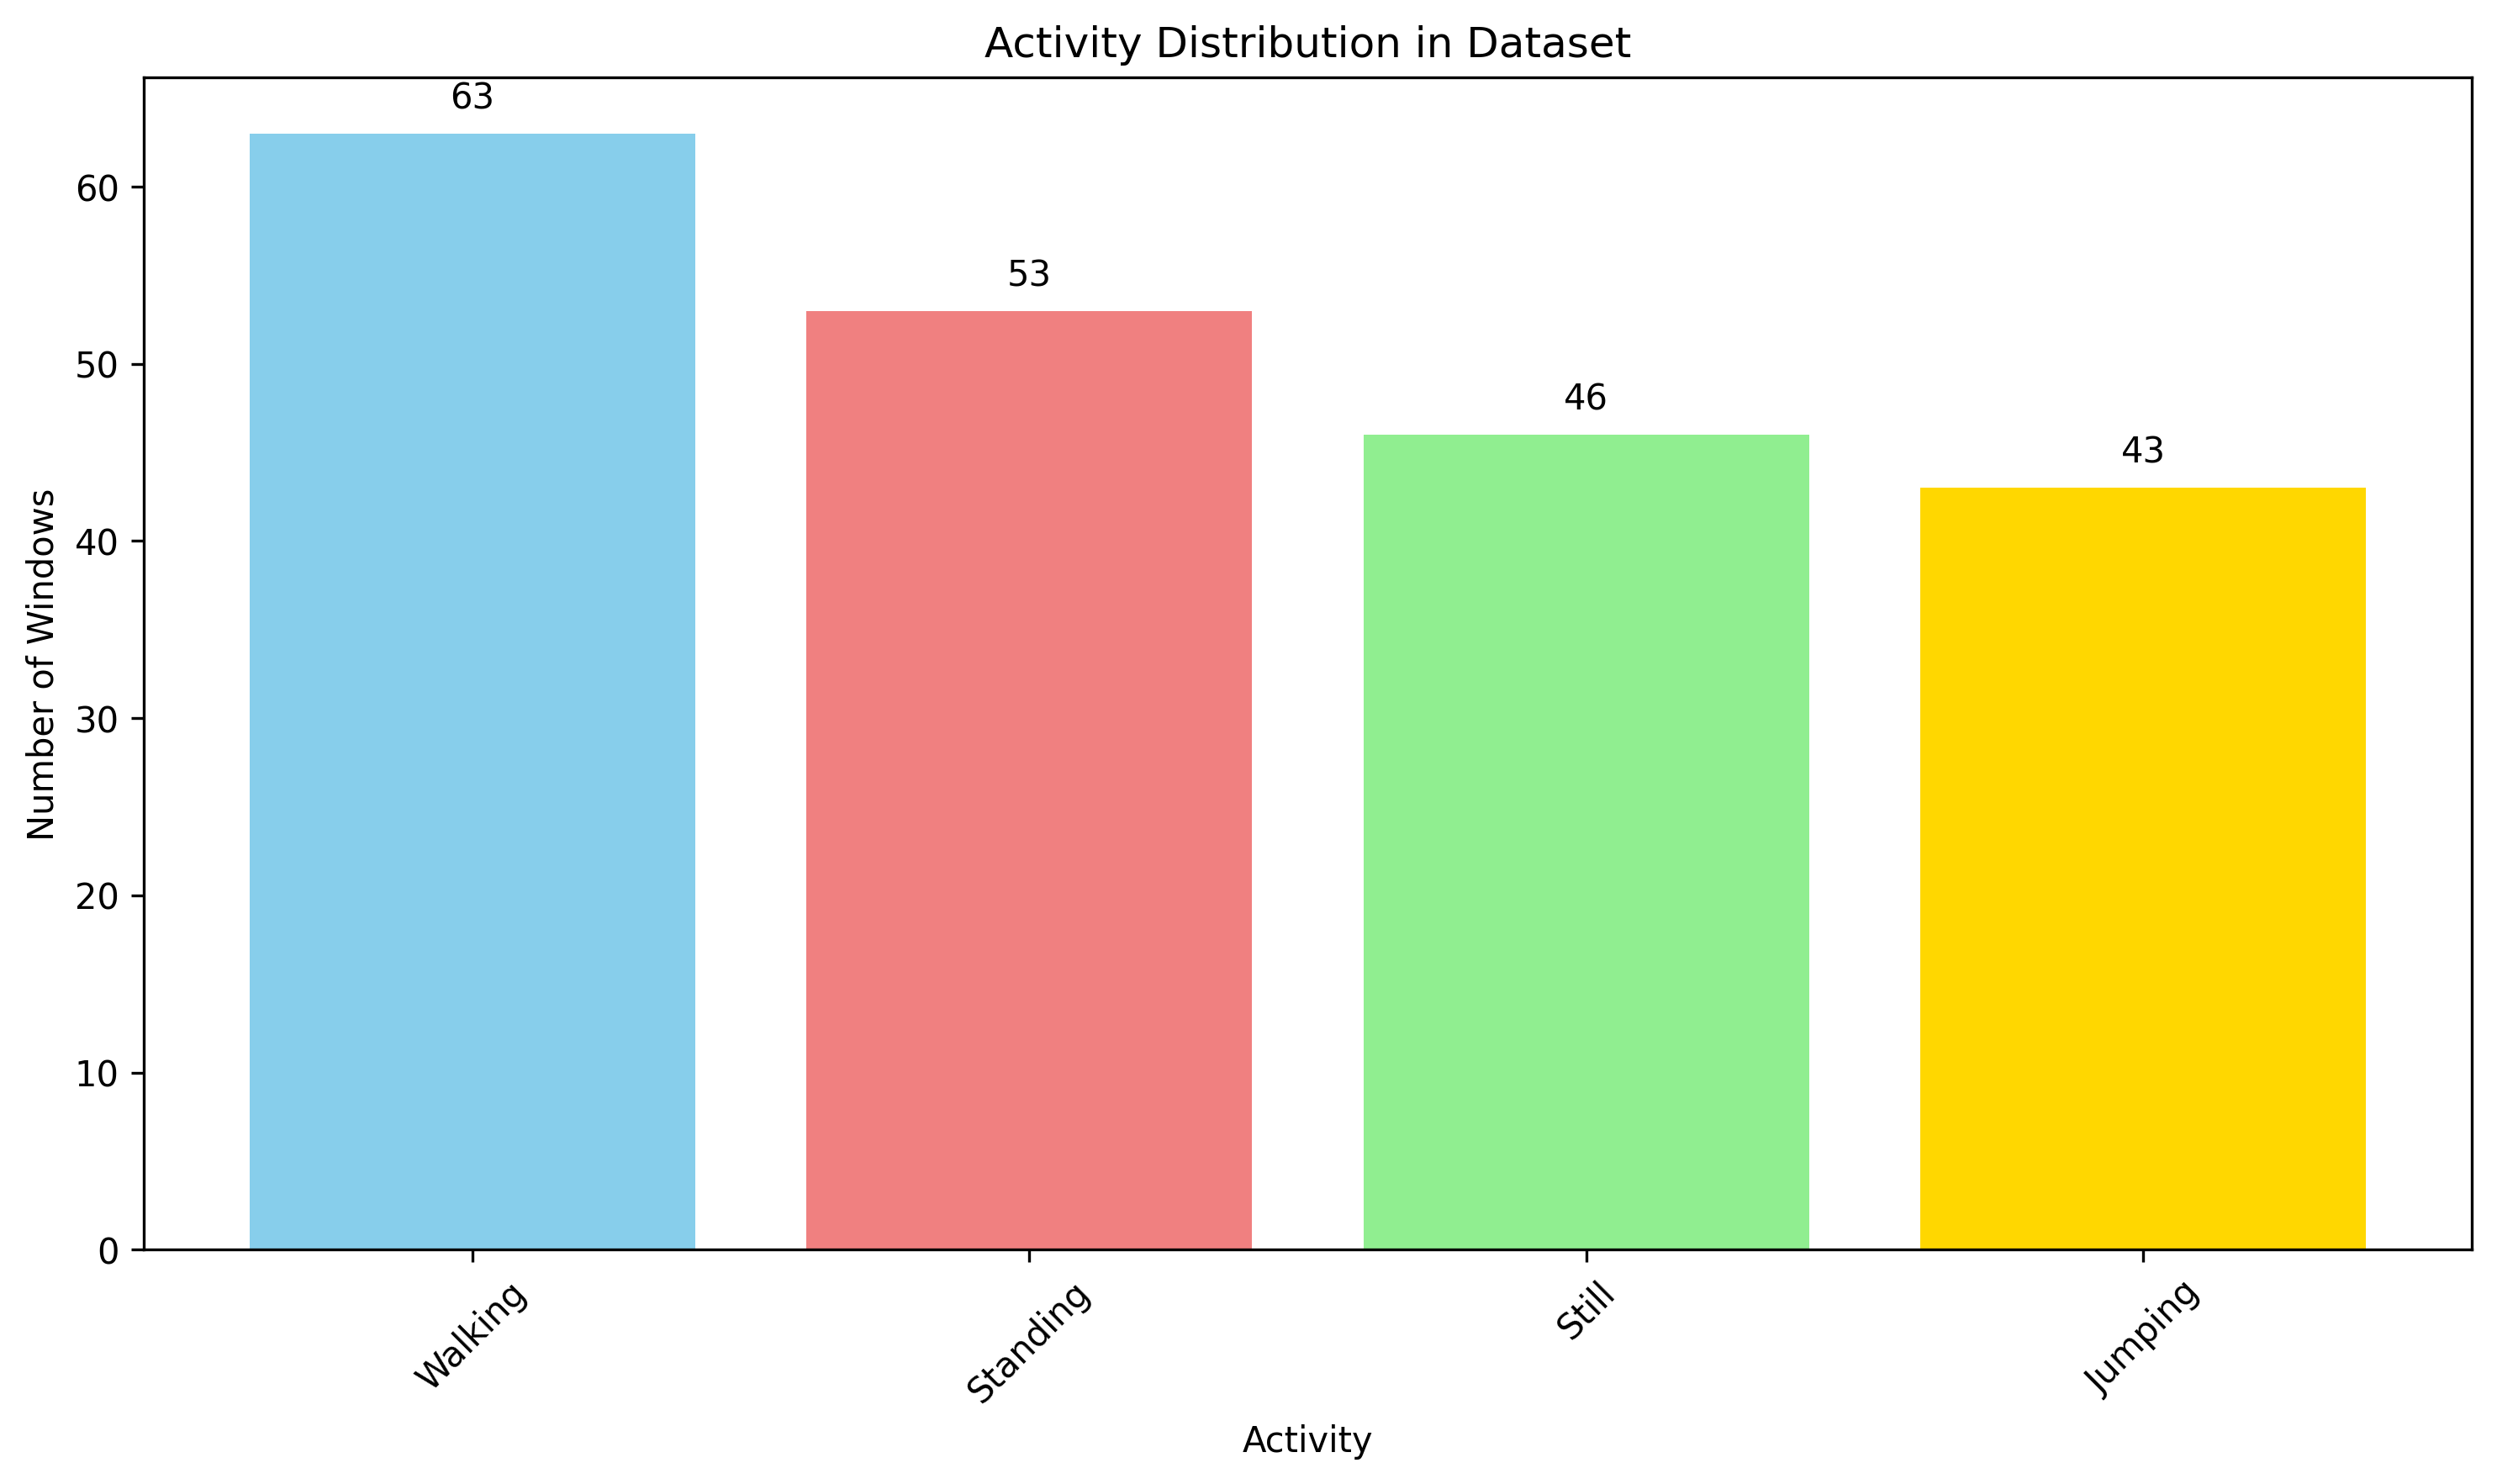 Activity Distribution in Dataset
63
53
46
43
60
50
40
30
20
10
0
Number of Windows
Walking
Standing
Still
Jumping
Activity